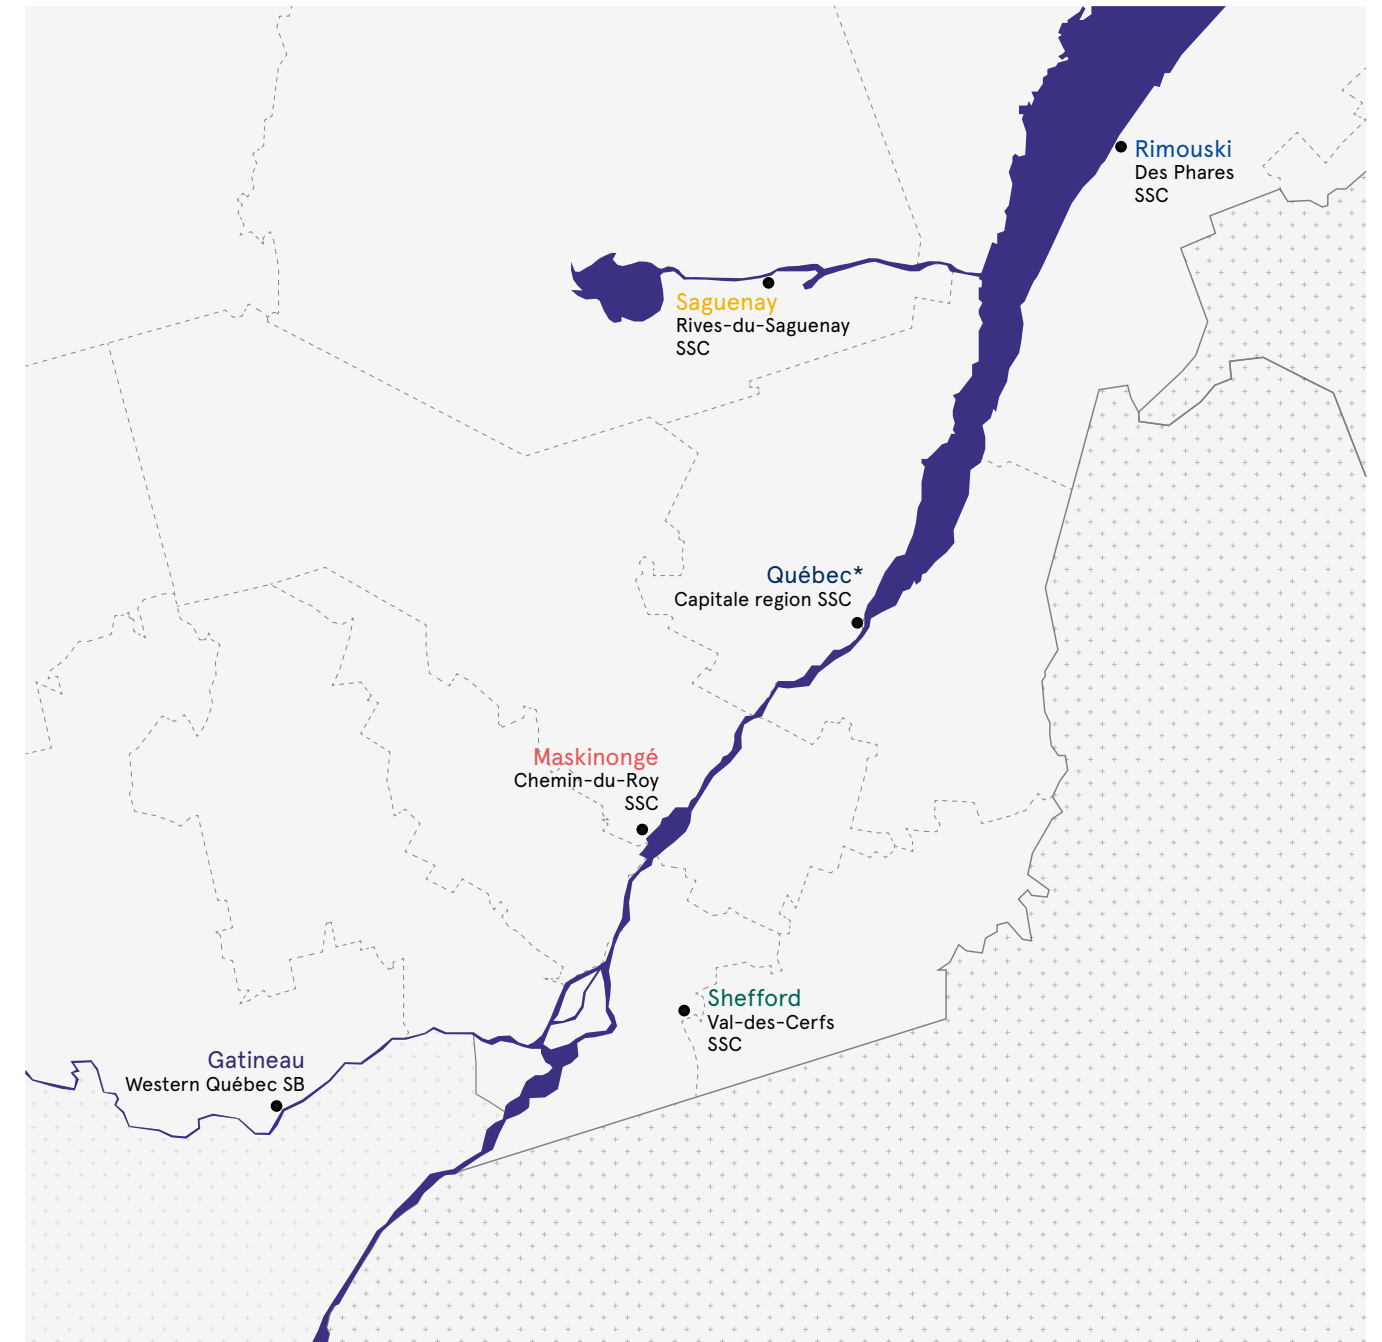 Rimouski
Des Phares
SSC
Saguenay
Rives-du-Saguenay
SSC
Québec*
Capitale region SSC
Maskinongé
Chemin-du-Roy
SSC
Shefford
Val-des-Cerfs
SSC
Gatineau
Western Québec SB